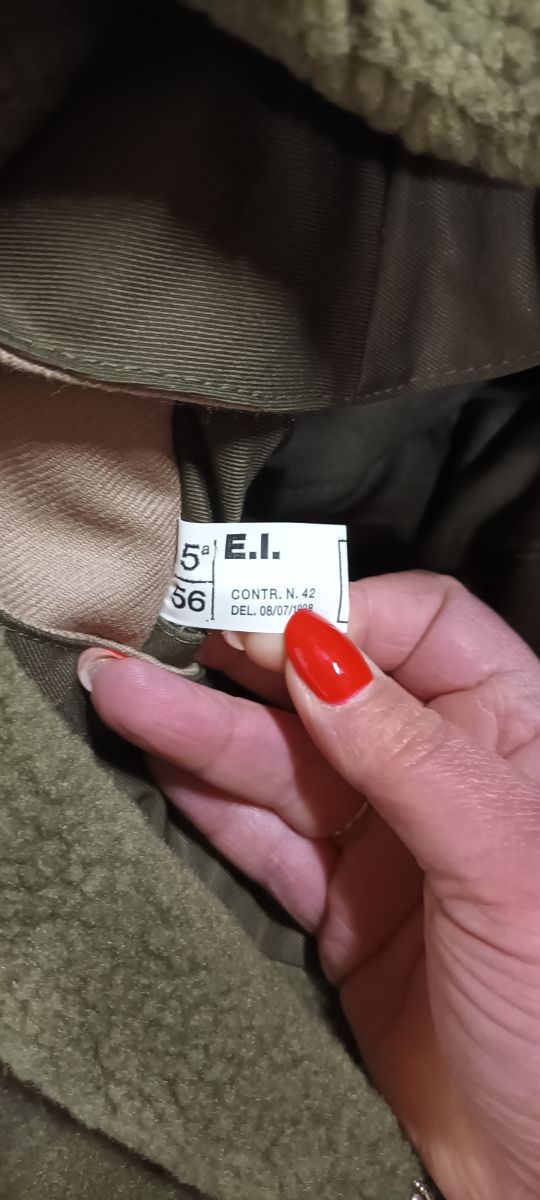 5ª
56
E.I.
CONTR. N. 42
DEL. 08/07/1998